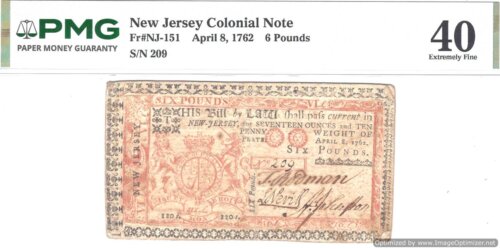 PMG
PAPER MONEY GUARANTY
New Jersey Colonial Note
Fr#NJ-151 April 8, 1762 6 Pounds
S/N 209
40
Extremely Fine
SIX POUNDS
NEW JERSEY
THIS Bill by LAW shall pass current in
NEW-JERSEY, for SEVENTEEN OUNCES and TEN
PENNY WEIGHT OF
PLATE APRIL 8, 1762.
SIX POUNDS.
209
Optimized by www.ImageOptimizer.net